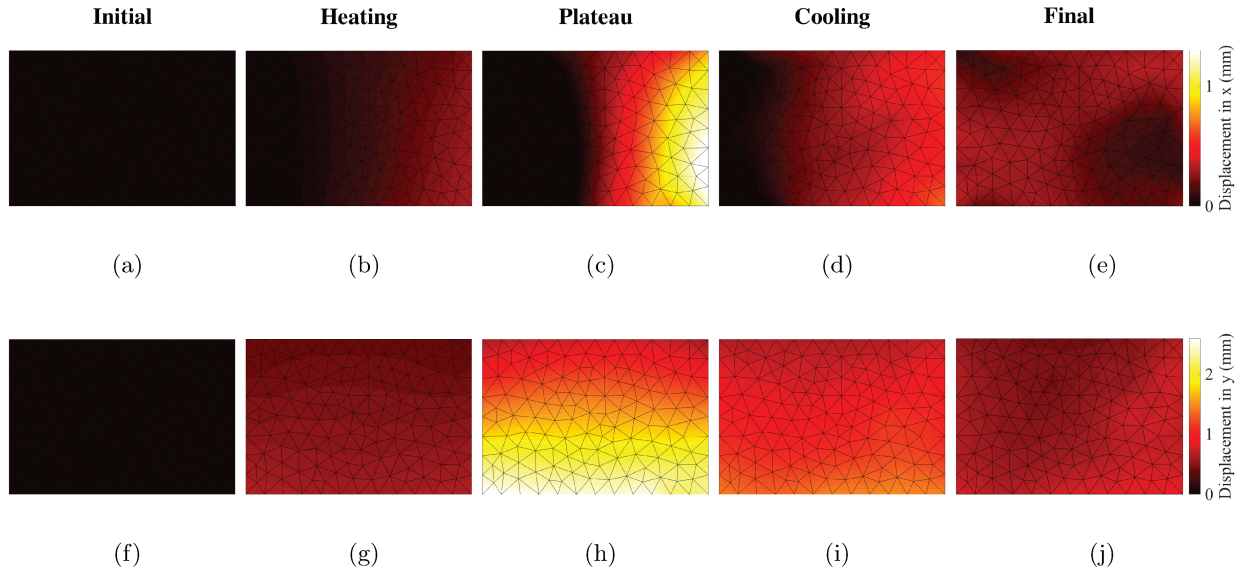 Initial Heating Plateau Cooling Final
1
0
Displacement in x (mm)
(a) (b) (c) (d) (e)
2
1
0
Displacement in y (mm)
(f) (g) (h) (i) (j)